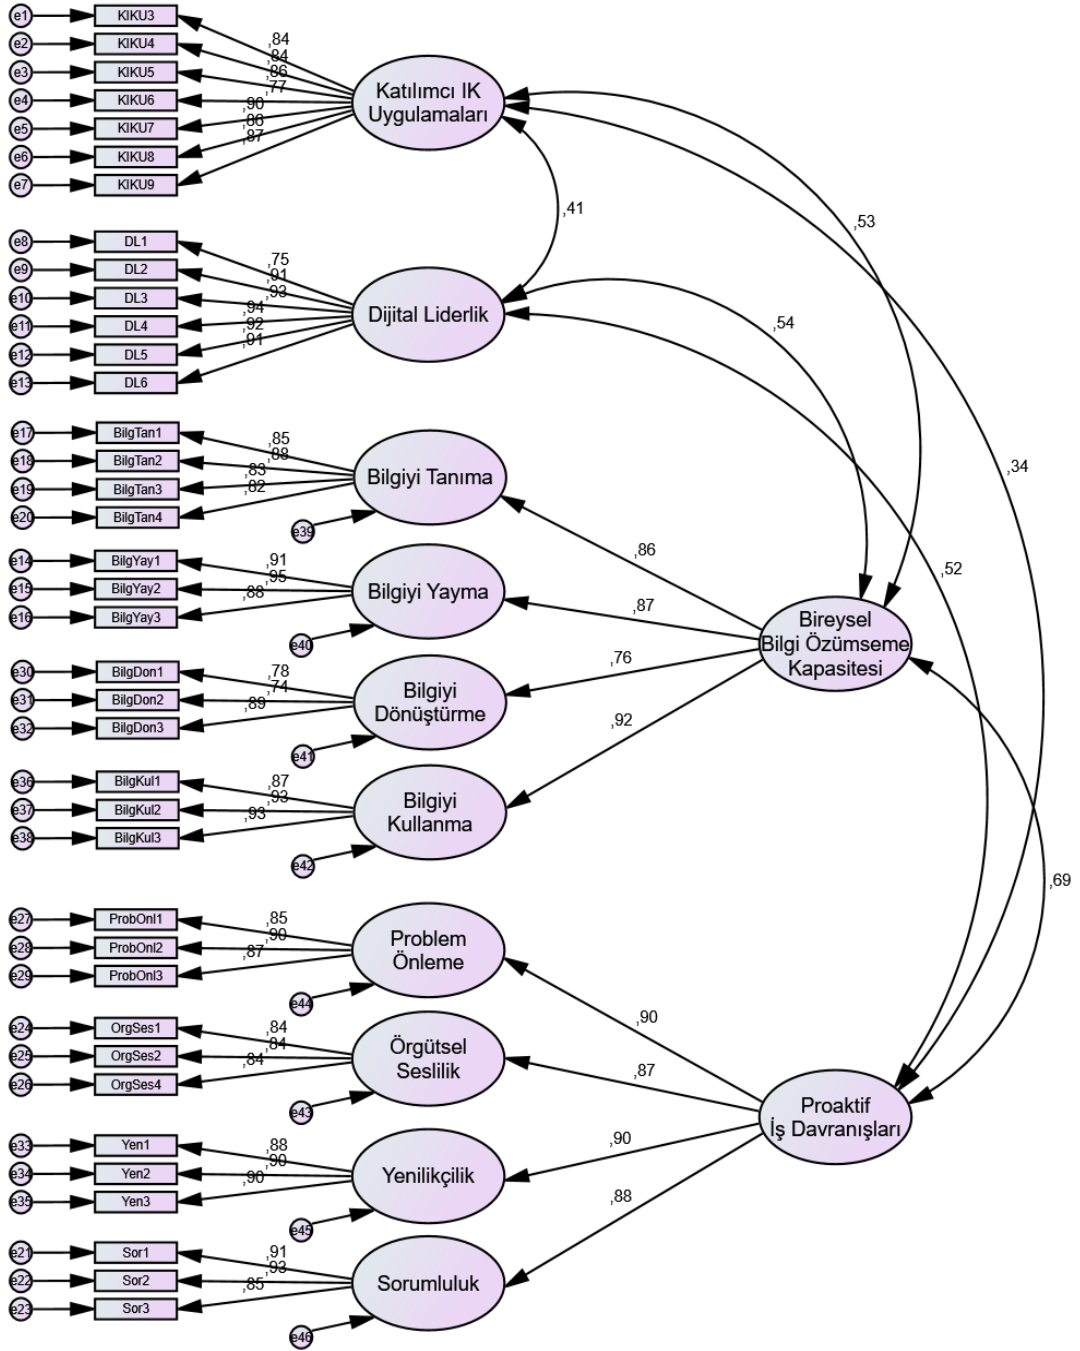 e1 KIKU3
e2 KIKU4
e3 KIKU5
e4 KIKU6
e5 KIKU7
e6 KIKU8
e7 KIKU9
,84
,84
,86
,77
,90
,86
,87
Katılımcı IK
Uygulamaları
e8 DL1
e9 DL2
e10 DL3
e11 DL4
e12 DL5
e13 DL6
,75
,91
,93
,94
,92
,91
Dijital Liderlik
,41
,53
,54
,34
,52
e17 BilgTan1
e18 BilgTan2
e19 BilgTan3
e20 BilgTan4
,85
,88
,83
,82
Bilgiyi Tanıma
e39
e14 BilgYay1
e15 BilgYay2
e16 BilgYay3
,91
,95
,88
Bilgiyi Yayma
e40
e30 BilgDon1
e31 BilgDon2
e32 BilgDon3
,78
,74
,89
Bilgiyi
Dönüştürme
e41
e36 BilgKul1
e37 BilgKul2
e38 BilgKul3
,87
,93
,93
Bilgiyi
Kullanma
e42
,86
,87
,76
,92
Bireysel
Bilgi Özümseme
Kapasitesi
,69
e27 ProbOnl1
e28 ProbOnl2
e29 ProbOnl3
,85
,90
,87
Problem
Önleme
e44
e24 OrgSes1
e25 OrgSes2
e26 OrgSes4
,84
,84
,84
Örgütsel
Seslilik
e43
e33 Yen1
e34 Yen2
e35 Yen3
,88
,90
,90
Yenilikçilik
e45
e21 Sor1
e22 Sor2
e23 Sor3
,91
,93
,85
Sorumluluk
e46
,90
,87
,90
,88
Proaktif
İş Davranışları